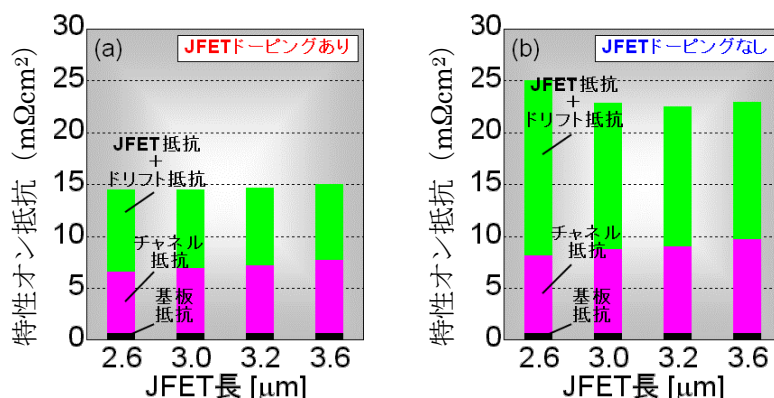 (a)
JFETドーピングあり
特性オン抵抗 (mΩcm²)
30
25
20
15
10
5
0
JFET抵抗
+
ドリフト抵抗
チャネル
抵抗
基板
抵抗
2.6 3.0 3.2 3.6
JFET長 [μm]
(b)
JFETドーピングなし
特性オン抵抗 (mΩcm²)
30
25
20
15
10
5
0
JFET抵抗
+
ドリフト抵抗
チャネル
抵抗
基板
抵抗
2.6 3.0 3.2 3.6
JFET長 [μm]